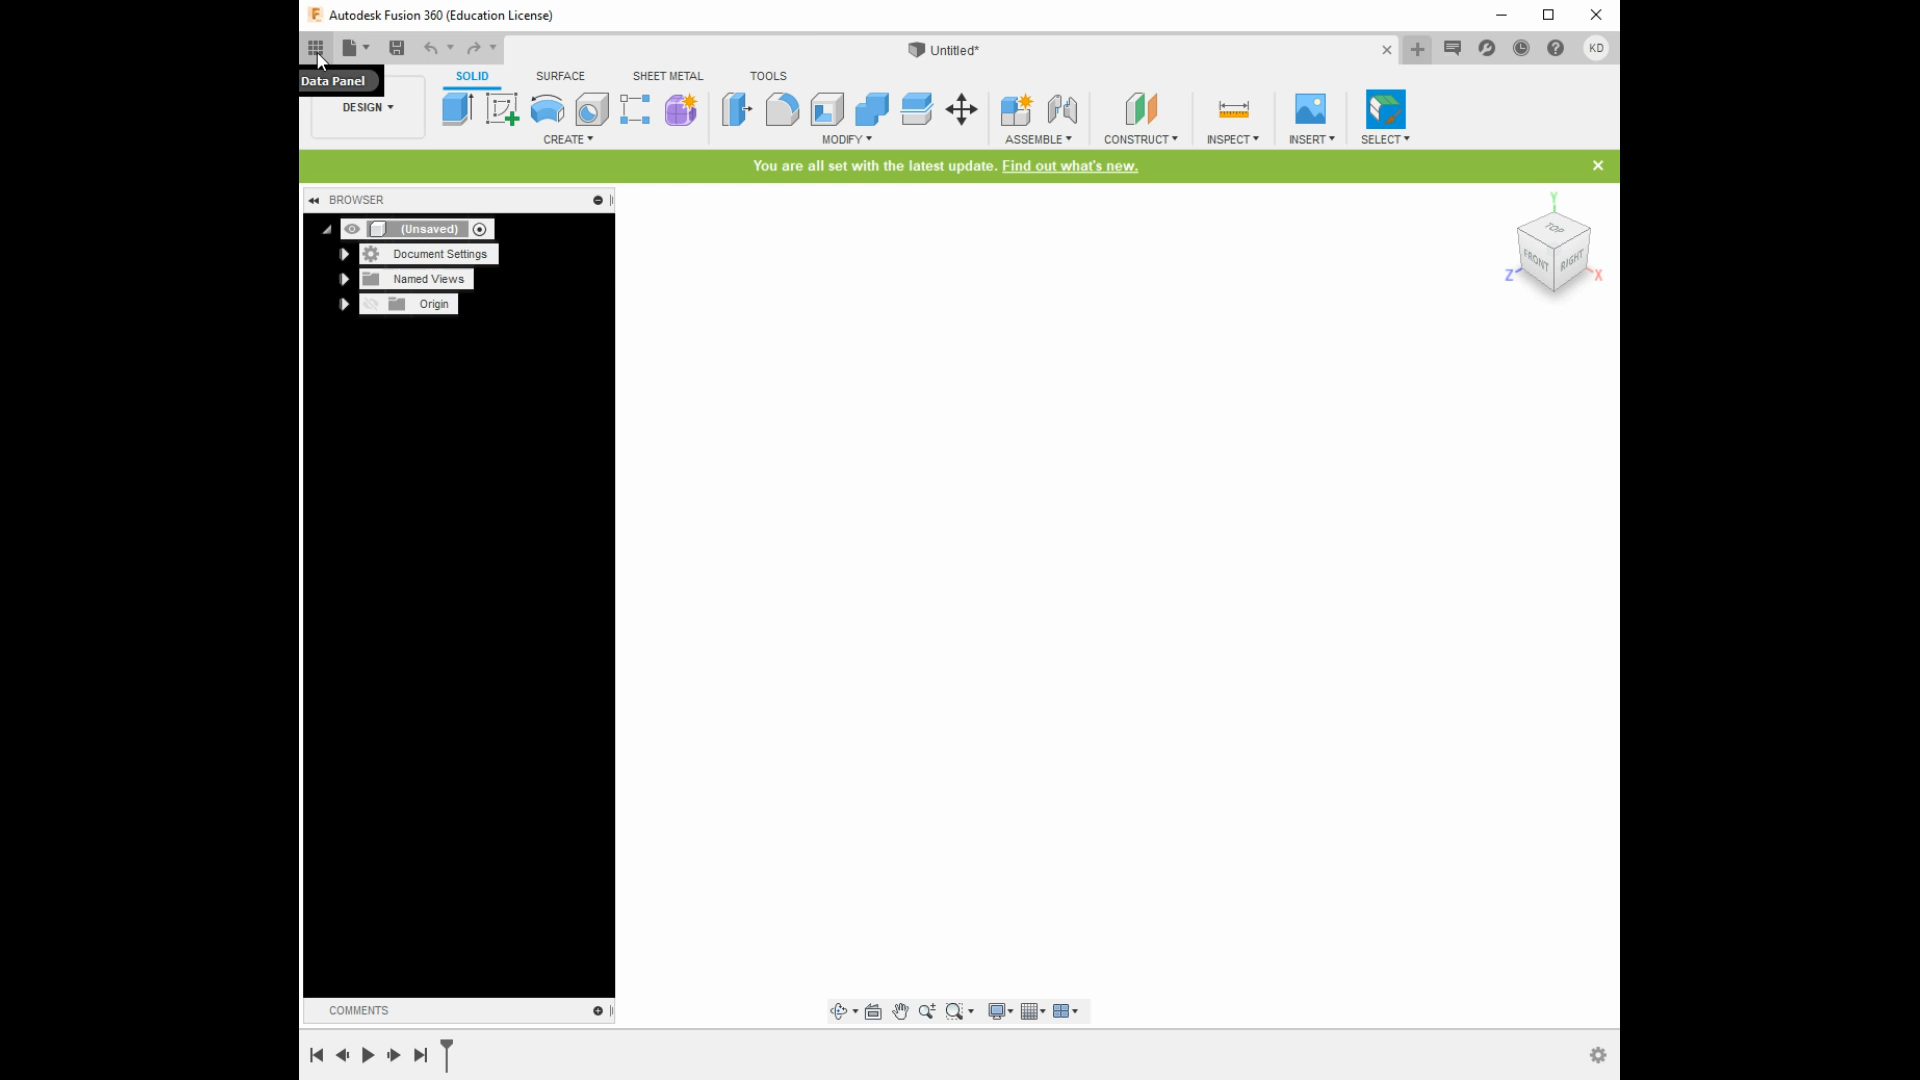 Autodesk Fusion 360 (Education License)
Untitled*
KD
Data Panel
SOLID SURFACE SHEET METAL TOOLS
DESIGN
CREATE MODIFY ASSEMBLE CONSTRUCT INSPECT INSERT SELECT
You are all set with the latest update. Find out what's new.
BROWSER
(Unsaved)
Document Settings
Named Views
Origin
Y
TOP
FRONT
RIGHT
Z
X
COMMENTS